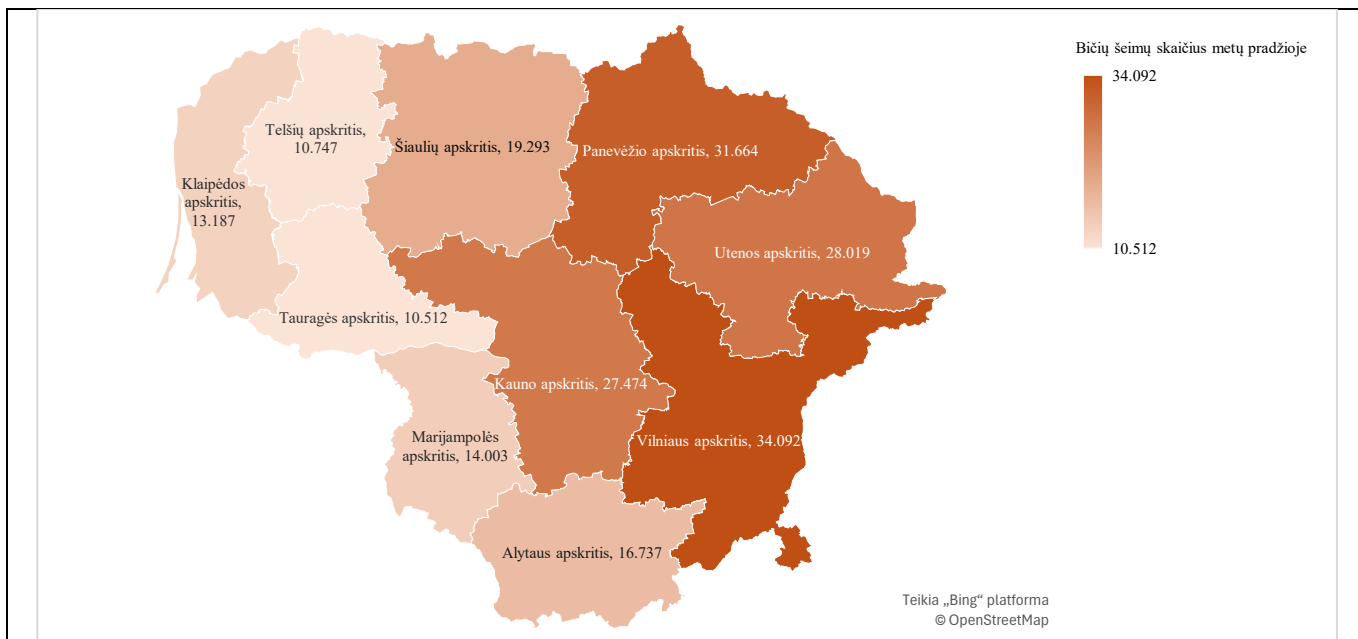 Bičių šeimų skaičius metų pradžioje
34.092
10.512
Telšių apskritis,
10.747
Šiaulių apskritis, 19.293
Panevėžio apskritis, 31.664
Klaipėdos
apskritis,
13.187
Utenos apskritis, 28.019
Tauragės apskritis, 10.512
Kauno apskritis, 27.474
Marijampolės
apskritis, 14.003
Vilniaus apskritis, 34.092
Alytaus apskritis, 16.737
Teikia „Bing“ platforma
© OpenStreetMap